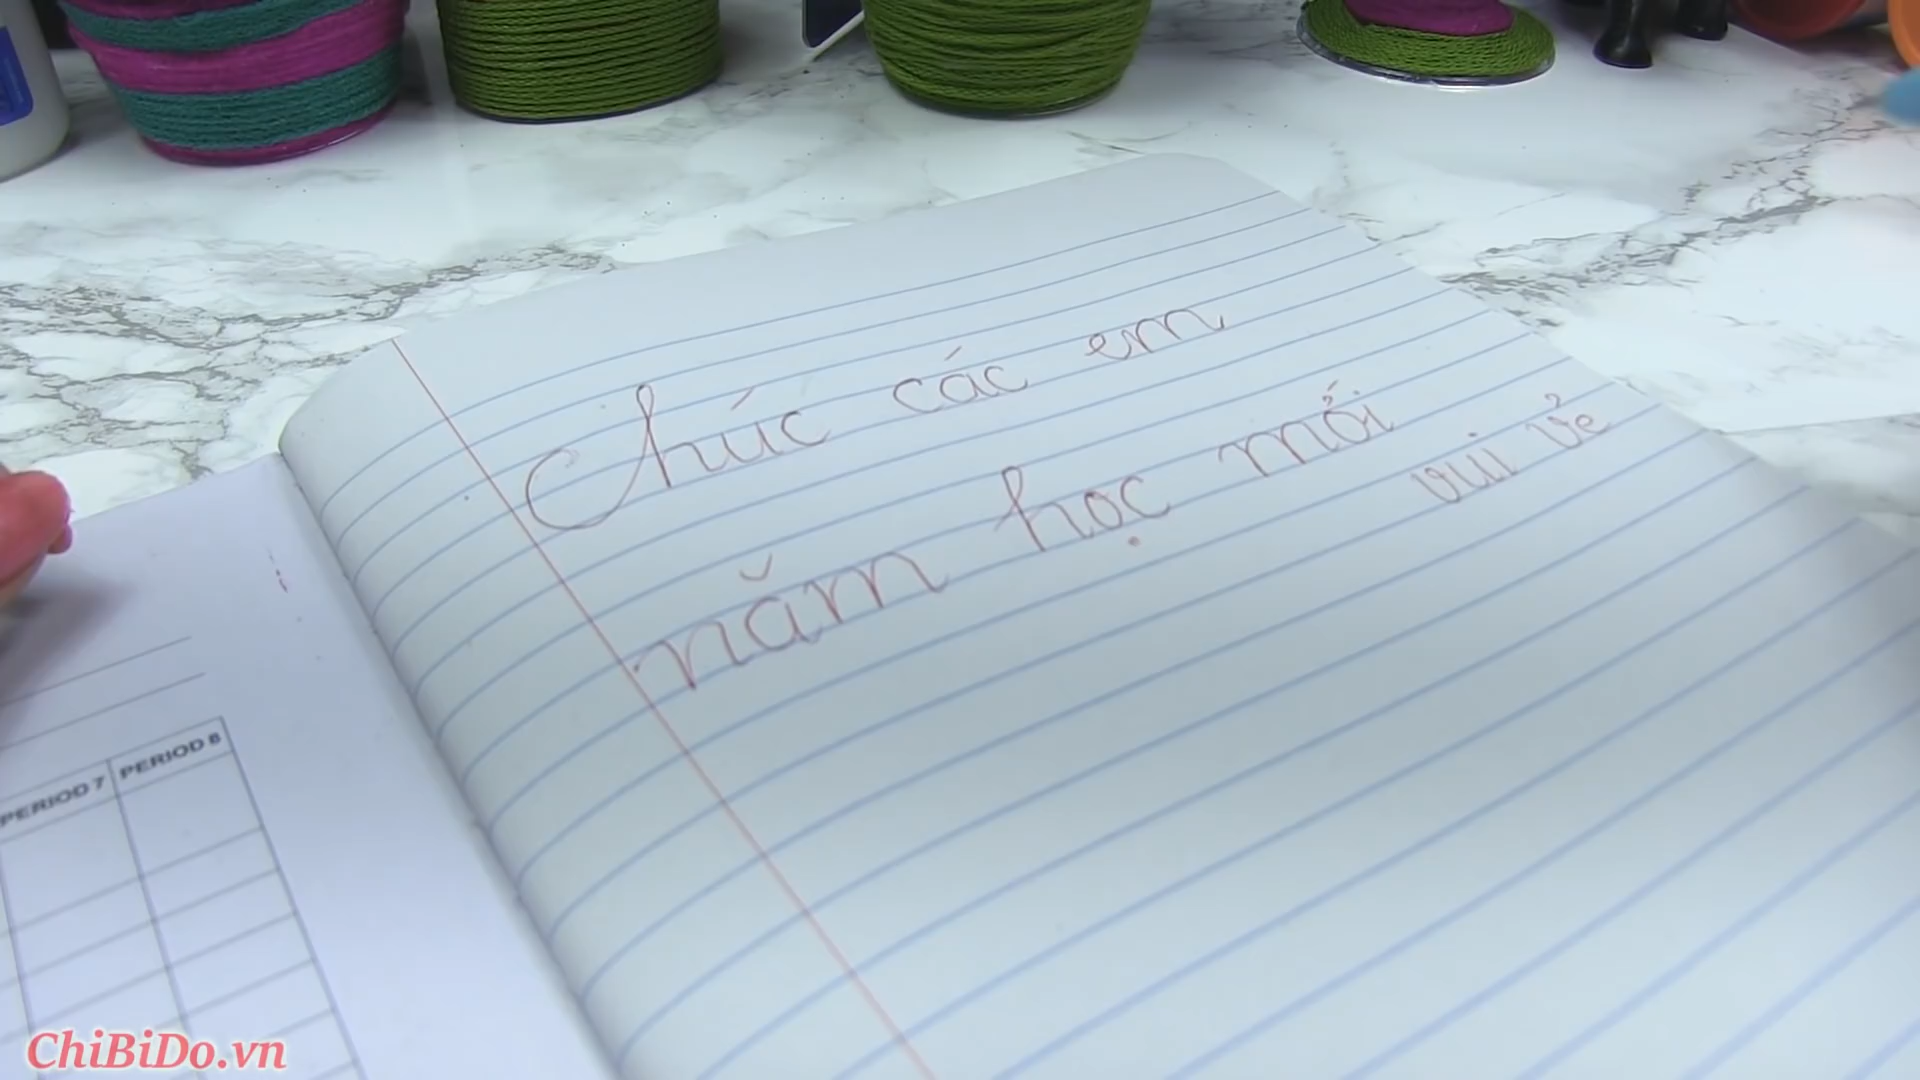 Chúc các em
năm học mới
vui vẻ
PERIOD 7 PERIOD 8
ChiBiDo.vn